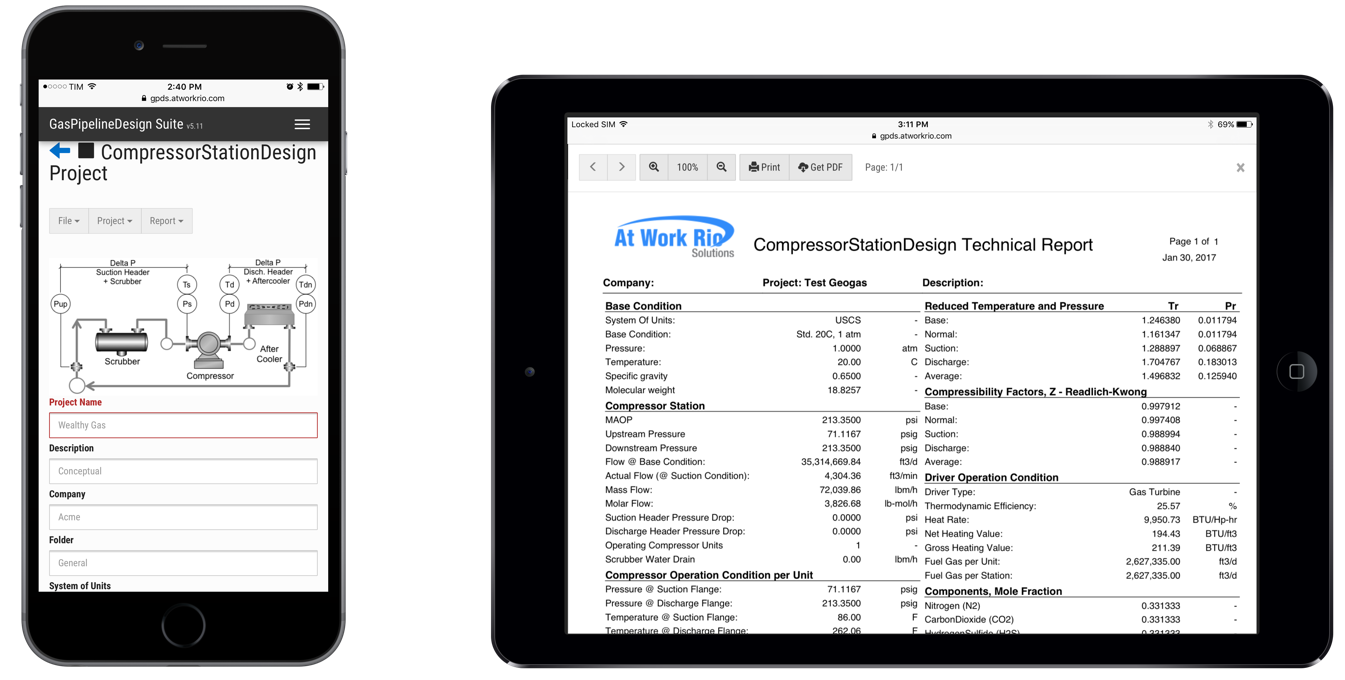 TIM 2:40 PM
gpds.atworkrio.com
GasPipelineDesign Suite v5.11
CompressorStationDesign
Project
File Project Report
Delta P Delta P
Suction Header Disch. Header
+ Scrubber + Aftercooler
Ts Td Tdn
Pup Ps Pd Pdn
After
Cooler
Scrubber
Compressor
Project Name
Wealthy Gas
Description
Conceptual
Company
Acme
Folder
General
System of Units
Locked SIM 3:11 PM 69%
gpds.atworkrio.com
100% Print Get PDF Page: 1/1 x
At Work Rio
Solutions
CompressorStationDesign Technical Report
Page 1 of 1
Jan 30, 2017
Company: Project: Test Geogas Description:
Base Condition
System Of Units: USCS -
Base Condition: Std. 20C, 1 atm -
Pressure: 1.0000 atm
Temperature: 20.00 C
Specific gravity 0.6500 -
Molecular weight 18.8257 -
Compressor Station
MAOP 213.3500 psi
Upstream Pressure 71.1167 psig
Downstream Pressure 213.3500 psig
Flow @ Base Condition: 35,314,669.84 ft3/d
Actual Flow (@ Suction Condition): 4,304.36 ft3/min
Mass Flow: 72,039.86 lbm/h
Molar Flow: 3,826.68 lb-mol/h
Suction Header Pressure Drop: 0.0000 psi
Discharge Header Pressure Drop: 0.0000 psi
Operating Compressor Units 1 -
Scrubber Water Drain 0.00 lbm/h
Compressor Operation Condition per Unit
Pressure @ Suction Flange: 71.1167 psig
Pressure @ Discharge Flange: 213.3500 psig
Temperature @ Suction Flange: 86.00 F
Temperature @ Discharge Flange: 262.06 F
Reduced Temperature and Pressure Tr Pr
Base: 1.246380 0.011794
Normal: 1.161347 0.011794
Suction: 1.288897 0.068867
Discharge: 1.704767 0.183013
Average: 1.496832 0.125940
Compressibility Factors, Z - Readlich-Kwong
Base: 0.997912 -
Normal: 0.997408 -
Suction: 0.988994 -
Discharge: 0.988840 -
Average: 0.988917 -
Driver Operation Condition
Driver Type: Gas Turbine -
Thermodynamic Efficiency: 25.57 %
Heat Rate: 9,950.73 BTU/Hp-hr
Net Heating Value: 194.43 BTU/ft3
Gross Heating Value: 211.39 BTU/ft3
Fuel Gas per Unit: 2,627,335.00 ft3/d
Fuel Gas per Station: 2,627,335.00 ft3/d
Components, Mole Fraction
Nitrogen (N2) 0.331333 -
CarbonDioxide (CO2) 0.331333 -
HydrogenSulfide (H2S) 0.331333 -